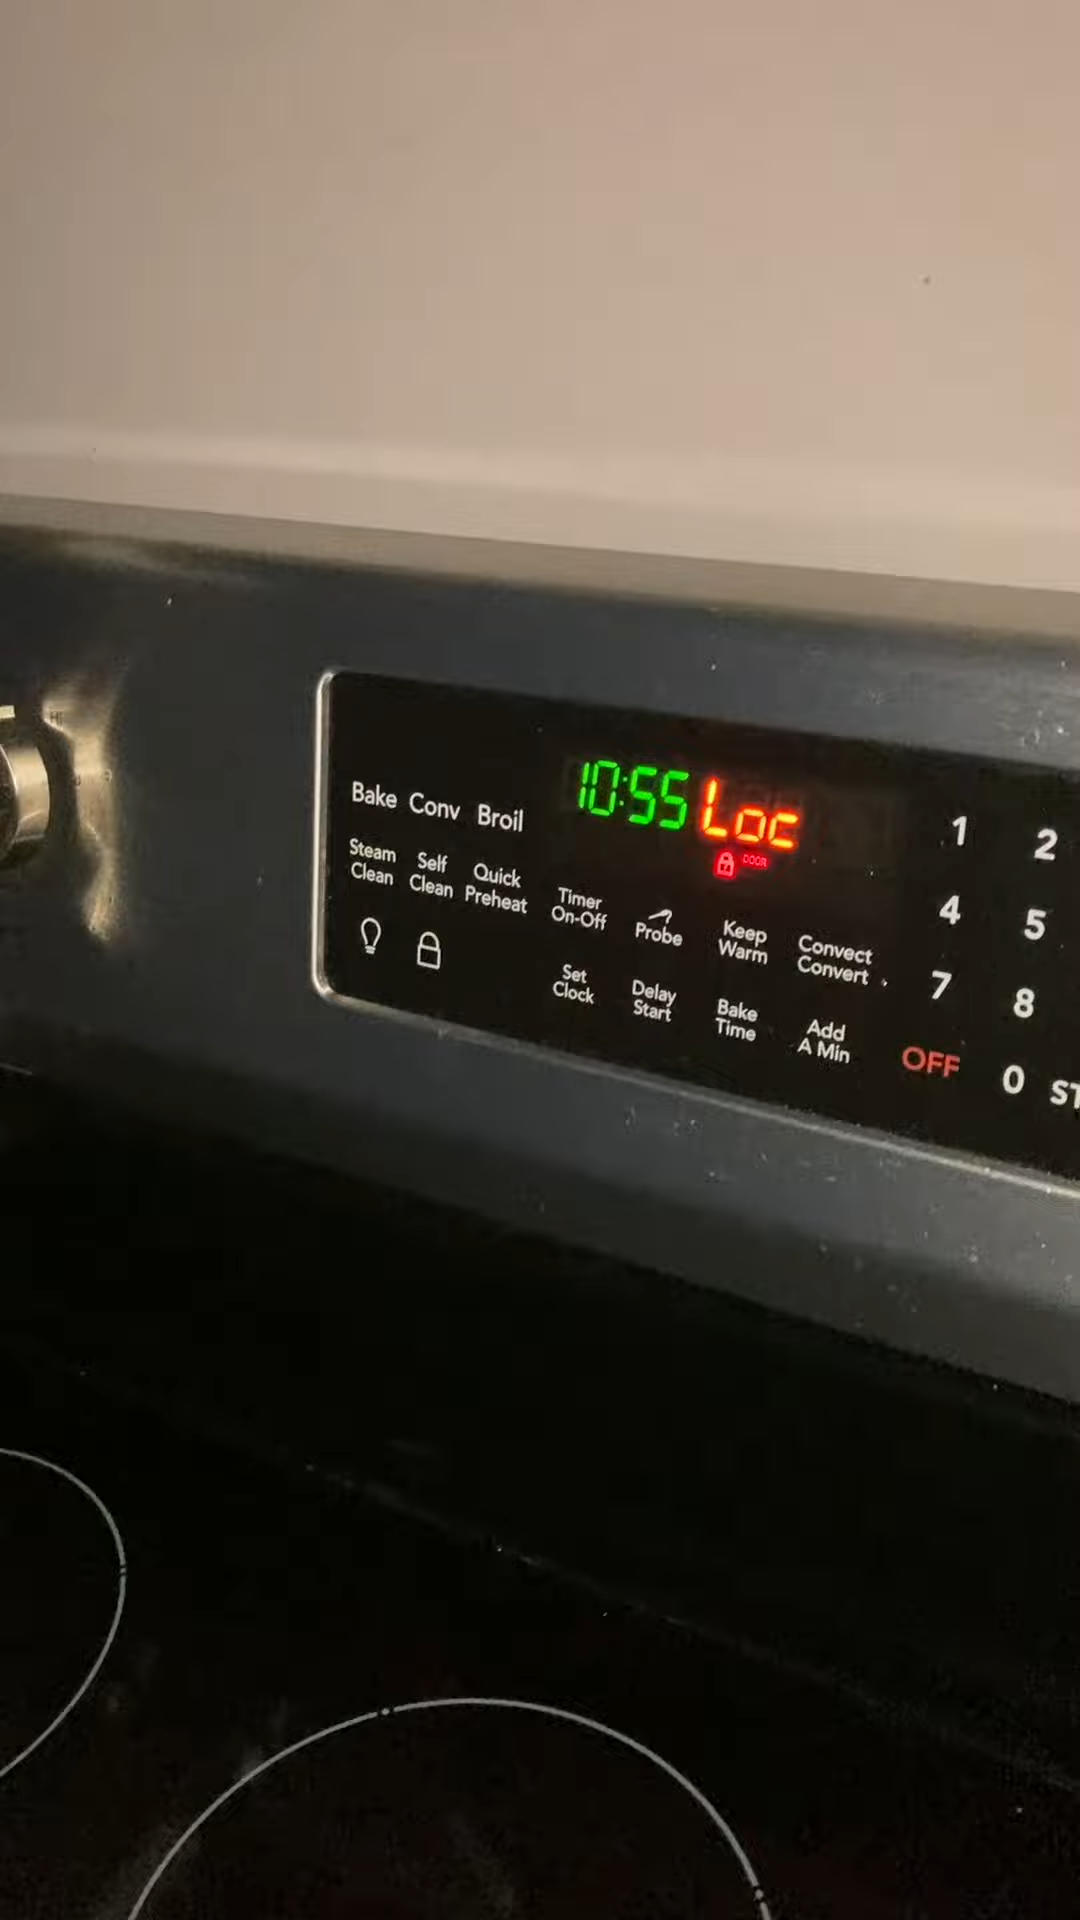 HI
10:55 Loc
DOOR
Bake Conv Broil
Steam Clean
Self Clean
Quick Preheat
Timer On-Off
Probe
Keep Warm
Convect Convert
Set Clock
Delay Start
Bake Time
Add A Min
1 2
4 5
7 8
OFF 0